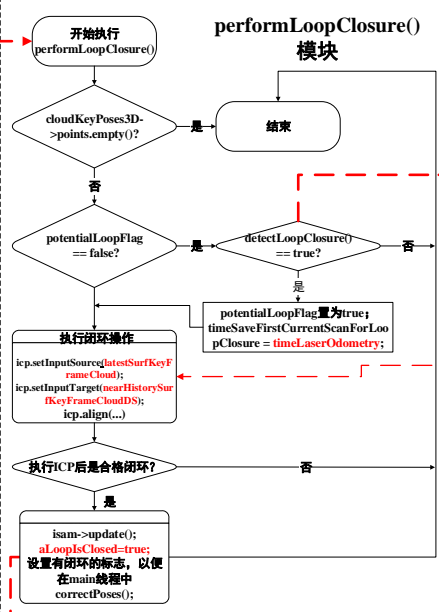 performLoopClosure()
模块
开始执行
performLoopClosure()
cloudKeyPoses3D-
>points.empty()?
是
结束
否
potentialLoopFlag
== false?
是
detectLoopClosure()
== true?
否
是
potentialLoopFlag置为true；
timeSaveFirstCurrentScanForLoo
pClosure = timeLaserOdometry;
执行闭环操作
icp.setInputSource(latestSurfKeyF
rameCloud);
icp.setInputTarget(nearHistorySur
fKeyFrameCloudDS);
icp.align(...)
执行ICP后是合格闭环？
否
是
isam->update();
aLoopIsClosed=true;
设置有闭环的标志，以便
在main线程中
correctPoses();